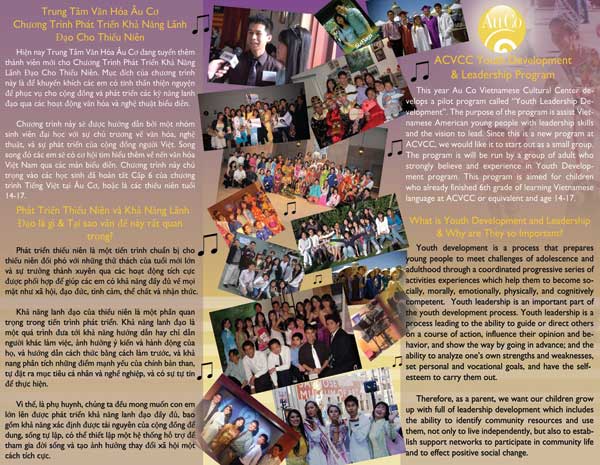 Trung Tâm Văn Hóa Âu Cơ
Chương Trình Phát Triển Khả Năng Lãnh
Đạo Cho Thiếu Niên
Hiện nay Trung Tâm Văn Hóa Âu Cơ đang tuyển thêm
thành viên mới cho Chương Trình Phát Triển Khả Năng
Lãnh Đạo Cho Thiếu Niên. Mục đích của chương trình
này là để khuyến khích các em có tinh thần thiện nguyện
để phục vụ cho cộng đồng và phát triển các kỹ năng lãnh
đạo qua các hoạt động văn hóa và nghệ thuật biểu diễn.
Chương trình này sẽ được hướng dẫn bởi một nhóm
sinh viên đại học với sự chủ trương về văn hóa, nghệ
thuật, và sự phát triển của cộng đồng người Việt. Song
song đó các em sẽ có cơ hội tìm hiểu thêm về nền văn hóa
Việt Nam qua các màn biểu diễn. Chương trình này chú
trọng vào các học sinh đã hoàn tất Cấp 6 của chương
trình Tiếng Việt tại Âu Cơ, hoặc là các thiếu niên tuổi
14-17.
Phát Triển Thiếu Niên và Khả Năng Lãnh
Đạo là gì & Tại sao vấn đề này rất quan
trọng?
Phát triển thiếu niên là một tiến trình chuẩn bị cho
thiếu niên đối phó với những thử thách của tuổi mới lớn
và sự trưởng thành xuyên qua các hoạt động tích cực
được phối hợp để giúp các em có khả năng đầy đủ về mọi
mặt như xã hội, đạo đức, tình cảm, thể chất và nhận thức.
Khả năng lãnh đạo của thiếu niên là một phần quan
trọng trong tiến trình phát triển. Khả năng lanh đạo là
một quá trình đưa tới khả năng hướng dẫn hay chỉ dẫn
người khác làm việc, ảnh hưởng ý kiến và hành động của
họ, và hướng dẫn cách thức bằng cách làm trước, và khả
năng phân tích những điểm mạnh yếu của chính bản thân,
tự đặt ra mục tiêu cá nhân và nghề nghiệp, và có sự tự tin
để thực hiện.
Vì thế, là phụ huynh, chúng ta đều mong muốn con em
lớn lên được phát triển khả năng lanh đạo đầy đủ, bao
gồm khả năng xác định được tài nguyên của cộng đồng để
dung, sống tự lập, có thể thiết lập một hệ thống hỗ trợ để
tham gia đời sống và tạo ảnh hưởng thay đổi xã hội một
cách tích cực.
Au Co
ACVCC Youth Development
& Leadership Program
This year Au Co Vietnamese Cultural Center de-
velops a pilot program called "Youth Leadership De-
velopment". The purpose of the program is assist Viet-
namese American young people with leadership skills
and the vision to lead. Since this is a new program at
ACVCC, we would like it to start out as a small group.
The program is will be run by a group of adult who
strongly believe and experience in Youth Develop-
ment program. This program is aimed for children
who already finished 6th grade of learning Vietnamese
language at ACVCC or equivalent and age 14-17.
What is Youth Development and Leadership
& Why are They so Important?
Youth development is a process that prepares
young people to meet challenges of adolescence and
adulthood through a coordinated progressive series of
activities experiences which help them to become so-
cially, morally, emotionally, physically, and cognitively
competent. Youth leadership is an important part of
the youth development process. Youth leadership is a
process leading to the ability to guide or direct others
on a course of action, influence their opinion and be-
havior, and show the way by going in advance; and the
ability to analyze one's own strengths and weaknesses,
set personal and vocational goals, and have the self-
esteem to carry them out.
Therefore, as a parent, we want our children grow
up with full of leadership development which includes
the ability to identify community resources and use
them, not only to live independently, but also to estab-
lish support networks to participate in community life
and to effect positive social change.